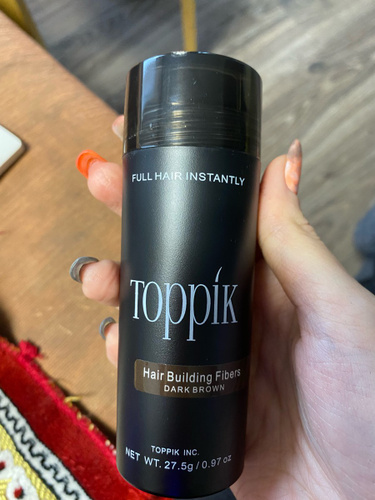 FULL HAIR INSTANTLY
TOPPIK
Hair Building Fibers
DARK BROWN
TOPPIK INC.
NET WT. 27.5g / 0.97 oz